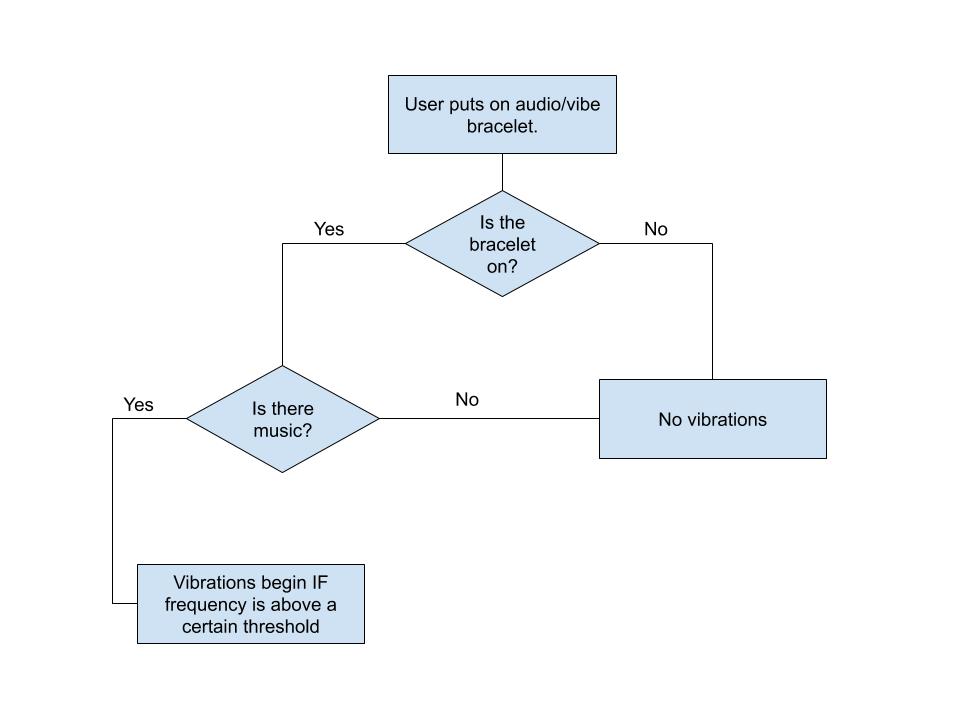 User puts on audio/vibe
bracelet.
Is the
bracelet
on?
Yes
No
Is there
music?
Yes
No
No vibrations
Vibrations begin IF
frequency is above a
certain threshold